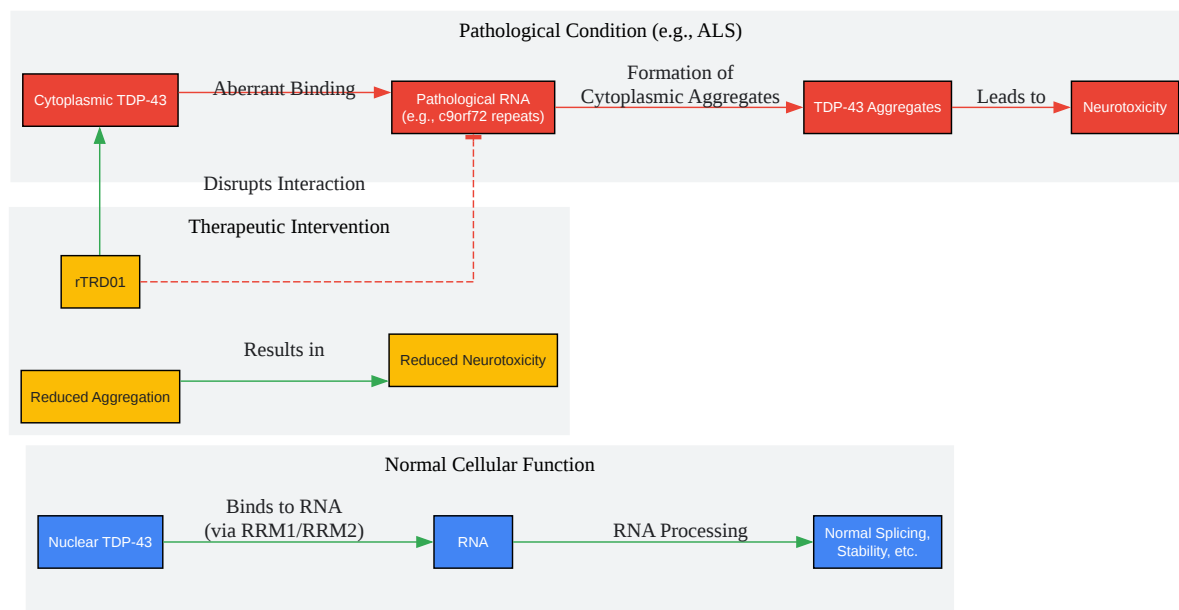 Pathological Condition (e.g., ALS)
Cytoplasmic TDP-43
Aberrant Binding
Pathological RNA
(e.g., c9orf72 repeats)
Formation of
Cytoplasmic Aggregates
TDP-43 Aggregates
Leads to
Neurotoxicity
Disrupts Interaction
Therapeutic Intervention
rTRD01
Results in
Reduced Neurotoxicity
Reduced Aggregation
Normal Cellular Function
Nuclear TDP-43
Binds to RNA
(via RRM1/RRM2)
RNA
RNA Processing
Normal Splicing,
Stability, etc.